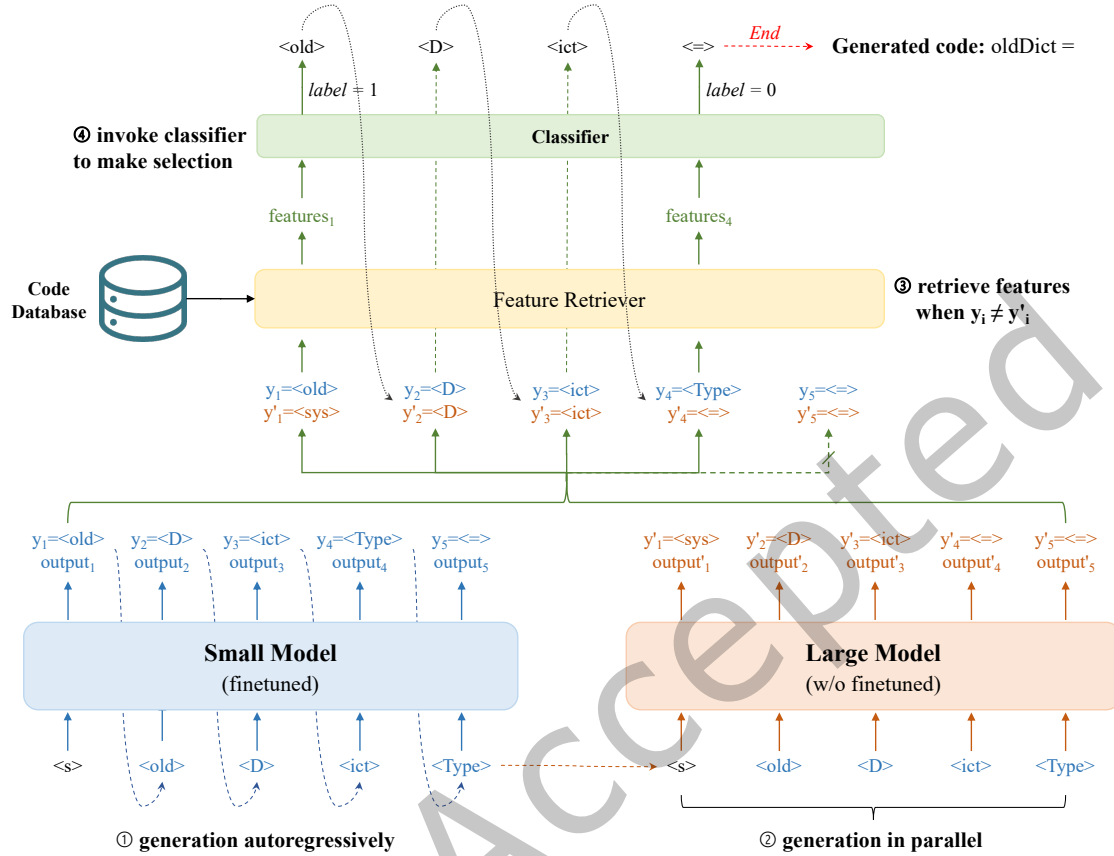 <old> <D> <ict> <=> End Generated code: oldDict =
label = 1 label = 0
④ invoke classifier
to make selection
Classifier
features₁ features₄
Code
Database
Feature Retriever
③ retrieve features
when yᵢ ≠ y'ᵢ
y₁=<old> y₂=<D> y₃=<ict> y₄=<Type> y₅=<=>
y'₁=<sys> y'₂=<D> y'₃=<ict> y'₄=<=> y'₅=<=>
y₁=<old> y₂=<D> y₃=<ict> y₄=<Type> y₅=<=> y'₁=<sys> y'₂=<D> y'₃=<ict> y'₄=<=> y'₅=<=>
output₁ output₂ output₃ output₄ output₅ output'₁ output'₂ output'₃ output'₄ output'₅
Small Model Large Model
(finetuned) (w/o finetuned)
<s> <old> <D> <ict> <Type> <s> <old> <D> <ict> <Type>
① generation autoregressively ② generation in parallel
Accepted